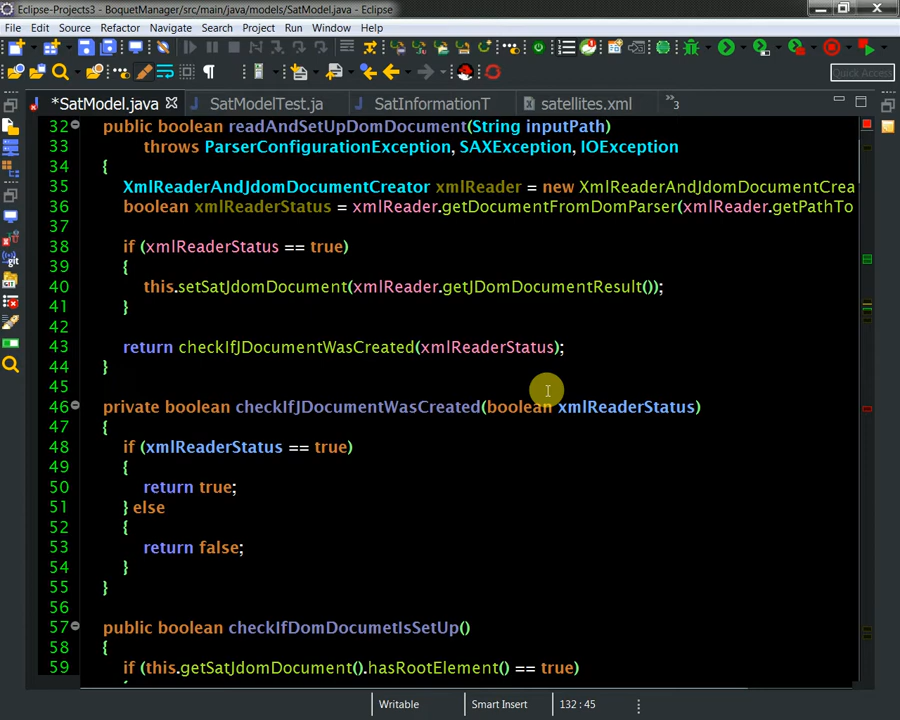 Eclipse-Projects3 - BoquetManager/src/main/java/models/SatModel.java - Eclipse
File Edit Source Refactor Navigate Search Project Run Window Help
Quick Access
*SatModel.java SatModelTest.ja SatInformationT satellites.xml »3
32 public boolean readAndSetUpDomDocument(String inputPath)
33 throws ParserConfigurationException, SAXException, IOException
34 {
35 XmlReaderAndJdomDocumentCreator xmlReader = new XmlReaderAndJdomDocumentCrea
36 boolean xmlReaderStatus = xmlReader.getDocumentFromDomParser(xmlReader.getPathTo
37
38 if (xmlReaderStatus == true)
39 {
40 this.setSatJdomDocument(xmlReader.getJDomDocumentResult());
41 }
42
43 return checkIfJDocumentWasCreated(xmlReaderStatus);
44 }
45
46 private boolean checkIfJDocumentWasCreated(boolean xmlReaderStatus)
47 {
48 if (xmlReaderStatus == true)
49 {
50 return true;
51 } else
52 {
53 return false;
54 }
55 }
56
57 public boolean checkIfDomDocumetIsSetUp()
58 {
59 if (this.getSatJdomDocument().hasRootElement() == true)
Writable Smart Insert 132 : 45